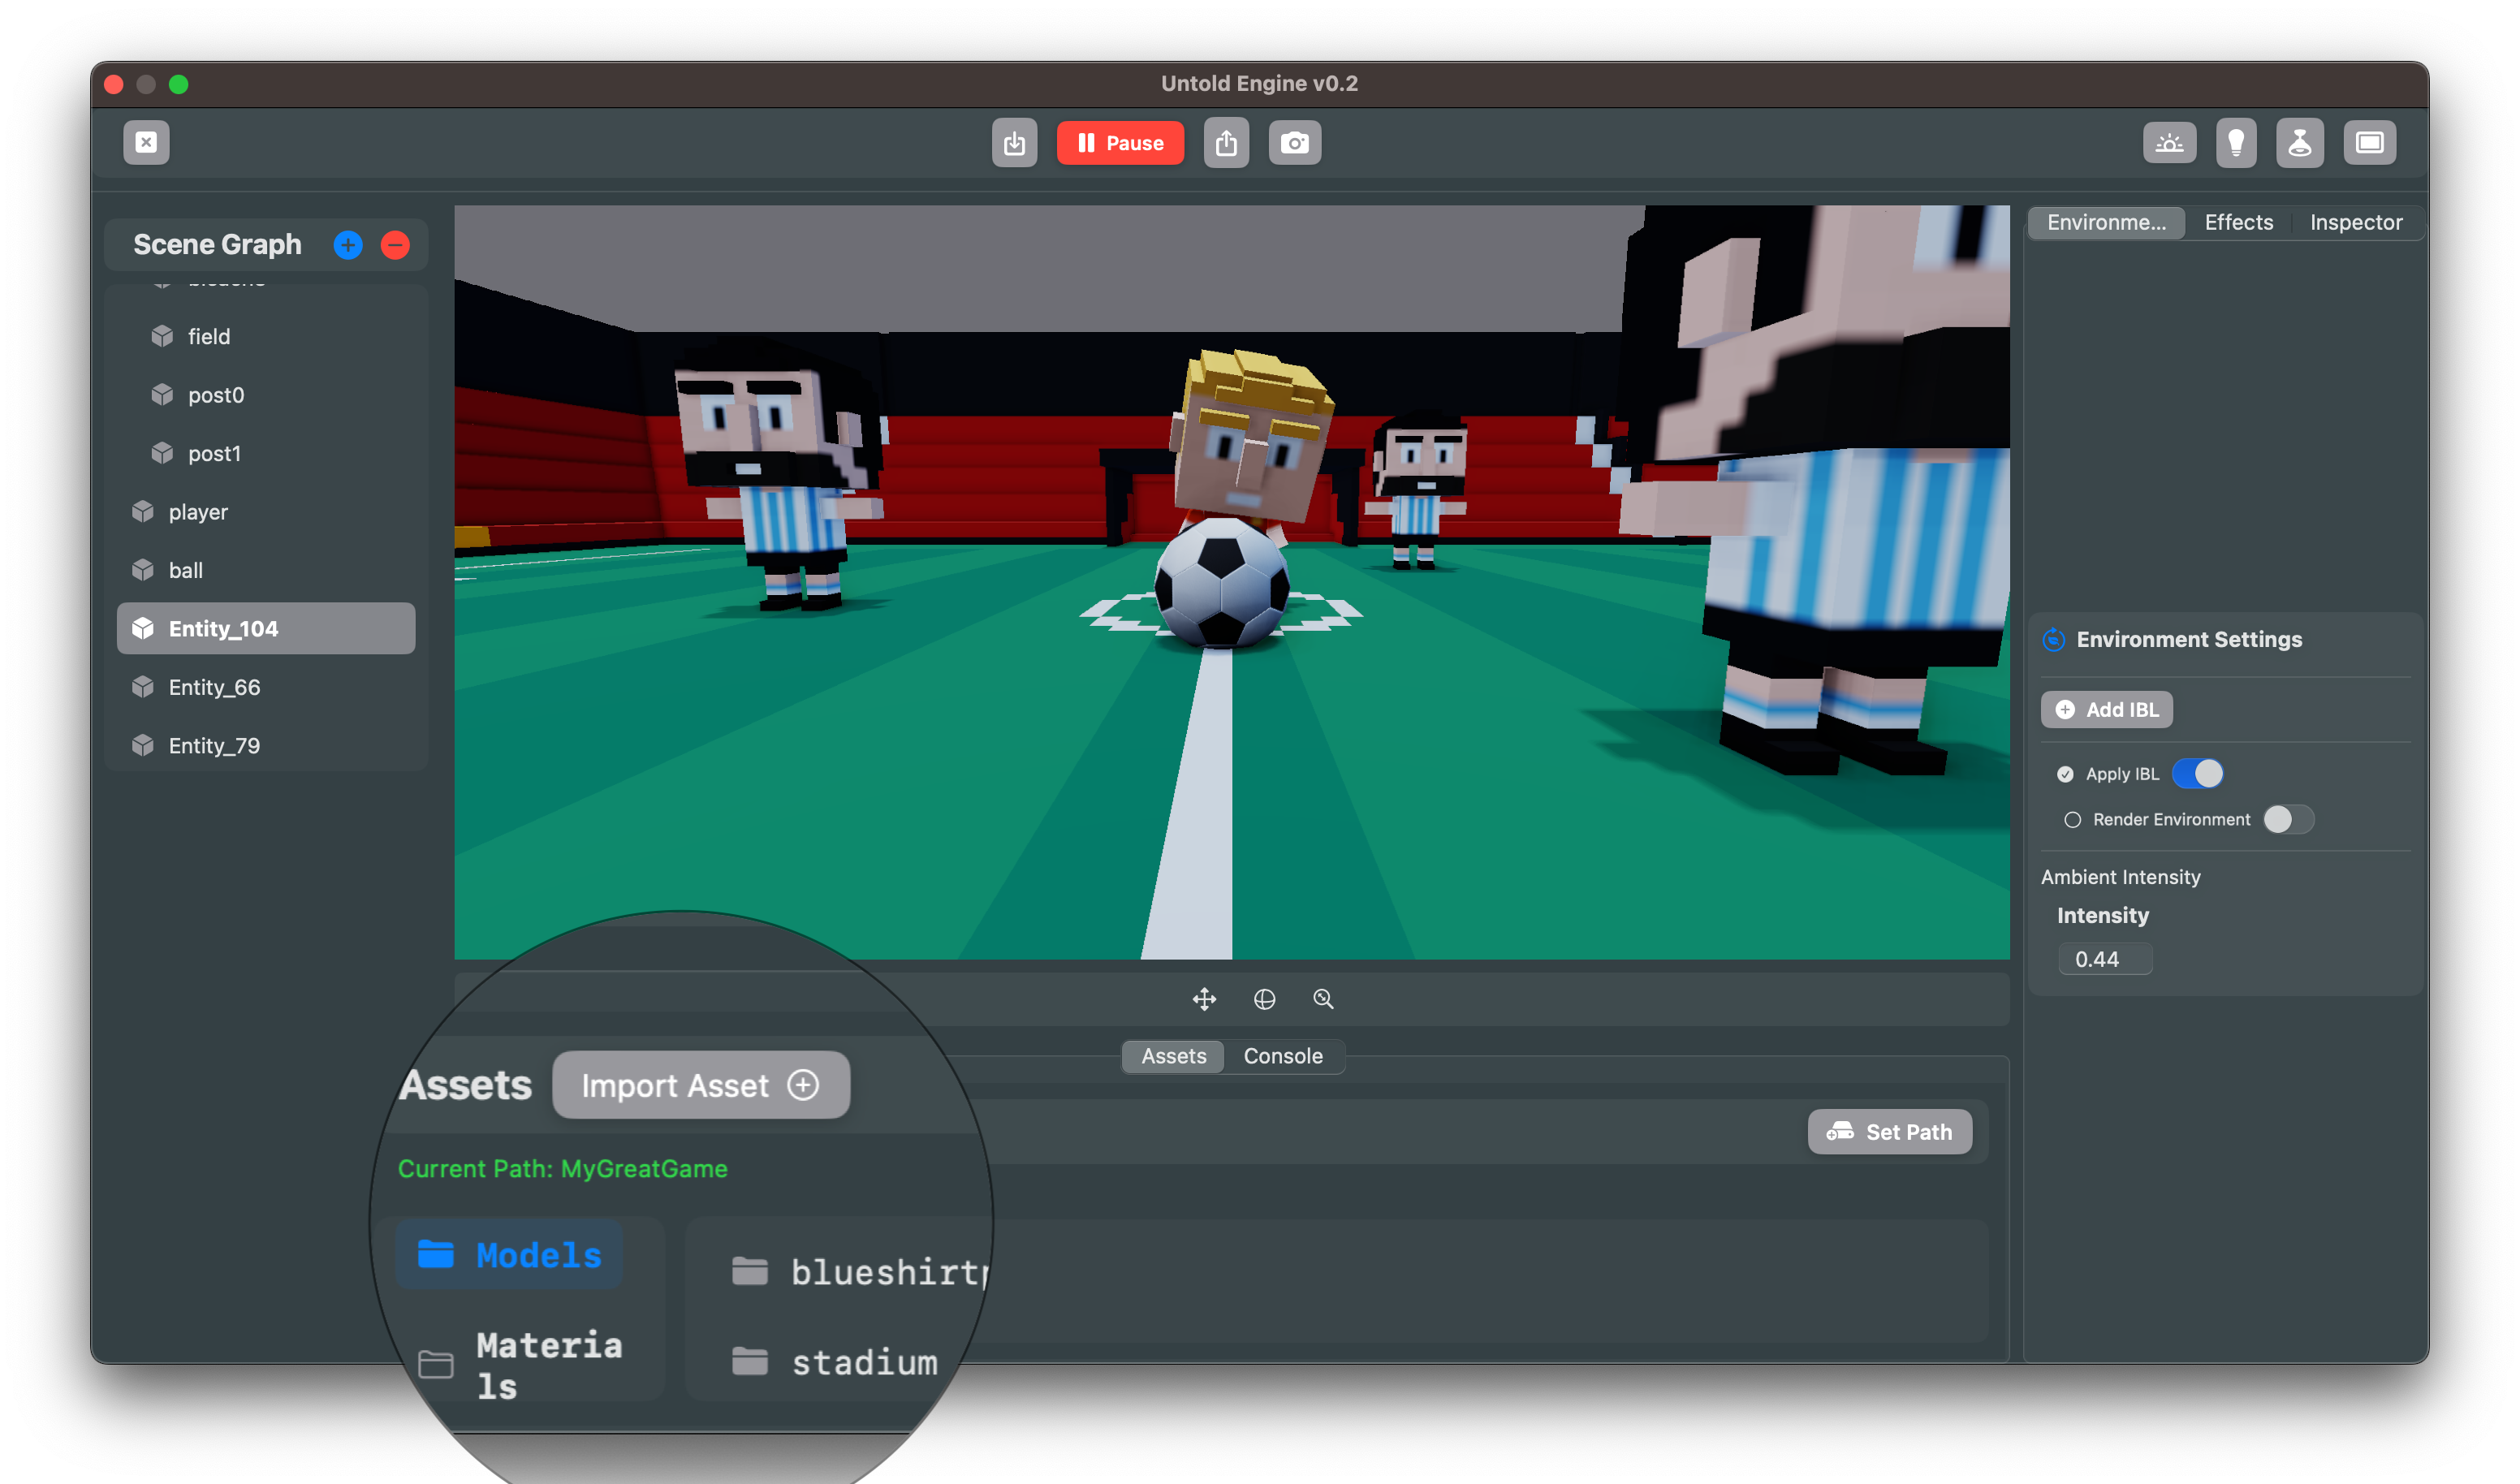 Untold Engine v0.2
Pause
Scene Graph
field
post0
post1
player
ball
Entity_104
Entity_66
Entity_79
Environme...
Effects
Inspector
Environment Settings
Add IBL
Apply IBL
Render Environment
Ambient Intensity
Intensity
0.44
Assets
Console
Assets
Import Asset
Set Path
Current Path: MyGreatGame
Models
Materia
ls
stadium